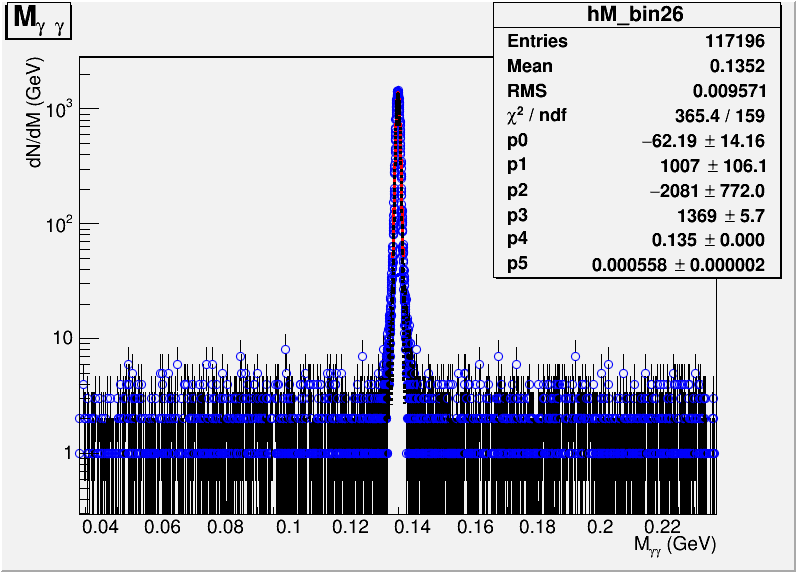 M γ γ
hM_bin26
Entries 117196
Mean 0.1352
RMS 0.009571
χ² / ndf 365.4 / 159
p0 −62.19 ± 14.16
p1 1007 ± 106.1
p2 −2081 ± 772.0
p3 1369 ± 5.7
p4 0.135 ± 0.000
p5 0.000558 ± 0.000002
dN/dM (GeV)
10³
10²
10
1
0.04 0.06 0.08 0.1 0.12 0.14 0.16 0.18 0.2 0.22
Mγγ (GeV)